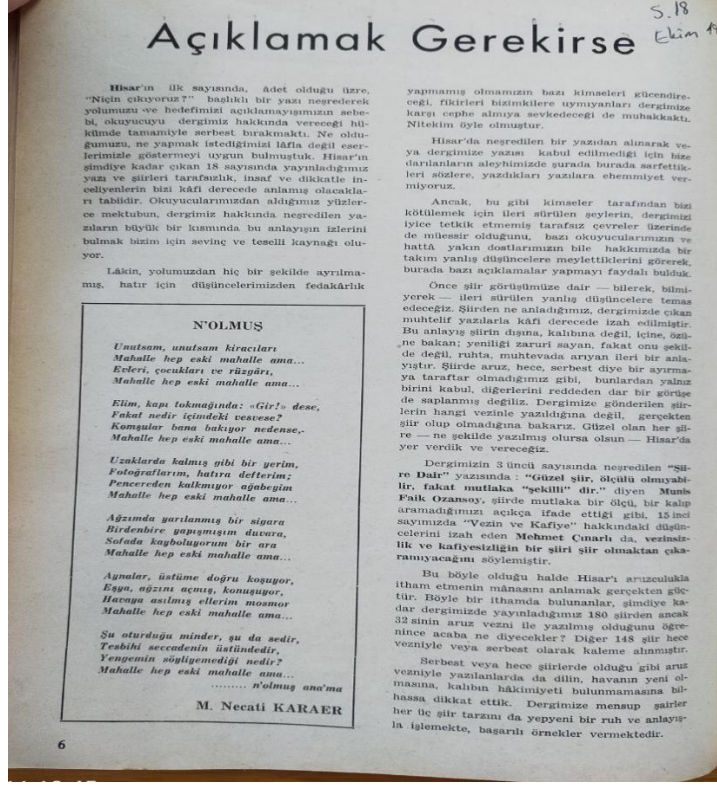 S.18
Ekim 19
Açıklamak Gerekirse
Hisar'ın ilk sayısında, âdet olduğu üzre,
"Niçin çıkıyoruz?" başlıklı bir yazı neşrederek
yolumuzu ve hedefimizi açıklamayışımızın sebe-
bi, okuyucuyu dergimiz hakkında vereceği hü-
kümde tamamiyle serbest bırakmaktı. Ne oldu-
ğumuzu, ne yapmak istediğimizi lâfla değil eser-
lerimizle göstermeyi uygun bulmuştuk. Hisar'ın
şimdiye kadar çıkan 18 sayısında yayınladığımız
yazı ve şiirleri tarafsızlık, insaf ve dikkatle in-
celiyenlerin bizi kâfi derecede anlamış olacakla-
rı tabiîdir. Okuyucularımızdan aldığımız yüzler-
ce mektubun, dergimiz hakkında neşredilen ya-
zıların büyük bir kısmında bu anlayışın izlerini
bulmak bizim için sevinç ve teselli kaynağı olu-
yor.
Lâkin, yolumuzdan hiç bir şekilde ayrılma-
mış, hatır için düşüncelerimizden fedakârlık
N'OLMUŞ
Unutsam, unutsam kiracıları
Mahalle hep eski mahalle ama...
Evleri, çocukları ve rüzgârı,
Mahalle hep eski mahalle ama...
Elim, kapı tokmağında: «Gir!» dese,
Fakat nedir içimdeki vesvese?
Komşular bana bakıyor nedense,-
Mahalle hep eski mahalle ama...
Uzaklarda kalmış gibi bir yerim,
Fotoğraflarım, hatıra defterim;
Pencereden kalkmıyor ağabeyim
Mahalle hep eski mahalle ama...
Ağzımda yarılanmış bir sigara
Birdenbire yapışmışım duvara,
Sofada kayboluyorum bir ara
Mahalle hep eski mahalle ama...
Aynalar, üstüme doğru koşuyor,
Eşya, ağzını açmış, konuşuyor,
Havaya asılmış ellerim mosmor
Mahalle hep eski mahalle ama...
Şu oturduğu minder, şu da sedir,
Tesbihi seccadenin üstündedir,
Yengemin söyliyemediği nedir?
Mahalle hep eski mahalle ama...
......... n'olmuş ana'ma
M. Necati KARAER
6
yapmamış olmamızın bazı kimseleri gücendire-
ceği, fikirleri bizimkilere uymıyanları dergimize
karşı cephe almıya sevkedeceği de muhakkaktı.
Nitekim öyle olmuştur.
Hisar'da neşredilen bir yazıdan alınarak ve-
ya dergimize yazısı kabul edilmediği için bize
darılanların aleyhimizde şurada burada sarfettik-
leri sözlere, yazdıkları yazılara ehemmiyet ver-
miyoruz.
Ancak, bu gibi kimseler tarafından bizi
kötülemek için ileri sürülen şeylerin, dergimizi
iyice tetkik etmemiş tarafsız çevreler üzerinde
de müessir olduğunu, bazı okuyucularımızın ve
hattâ yakın dostlarımızın bile hakkımızda bir
takım yanlış düşüncelere meylettiklerini görerek,
burada bazı açıklamalar yapmayı faydalı bulduk.
Önce şiir görüşümüze dair — bilerek, bilmi-
yerek — ileri sürülen yanlış düşüncelere temas
edeceğiz. Şiirden ne anladığımız, dergimizde çıkan
muhtelif yazılarla kâfi derecede izah edilmiştir.
Bu anlayış şiirin dışına, kalıbına değil, içine, özü-
ne bakan; yeniliği zaruri sayan, fakat onu şekil-
de değil, ruhta, muhtevada arıyan ileri bir anla-
yıştır. Şiirde aruz, hece, serbest diye bir ayırma-
ya taraftar olmadığımız gibi, bunlardan yalnız
birini kabul, diğerlerini reddeden dar bir görüşe
de saplanmış değiliz. Dergimize gönderilen şiir-
lerin hangi vezinle yazıldığına değil, gerçekten
şiir olup olmadığına bakarız. Güzel olan her şii-
re — ne şekilde yazılmış olursa olsun — Hisar'da
yer verdik ve vereceğiz.
Dergimizin 3 üncü sayısında neşredilen "Şii-
re Dair" yazısında : "Güzel şiir, ölçülü olmıyabi-
lir, fakat mutlaka "şekilli" dir." diyen Munis
Faik Ozansoy, şiirde mutlaka bir ölçü, bir kalıp
aramadığımızı açıkça ifade ettiği gibi, 15 inci
sayımızda "Vezin ve Kafiye" hakkındaki düşün-
celerini izah eden Mehmet Çınarlı da, vezinsiz-
lik ve kafiyesizliğin bir şiiri şiir olmaktan çıka-
ramıyacağını söylemiştir.
Bu böyle olduğu halde Hisar'ı aruzculukla
itham etmenin mânasını anlamak gerçekten güç-
tür. Böyle bir ithamda bulunanlar, şimdiye ka-
dar dergimizde yayınladığımız 180 şiirden ancak
32 sinin aruz vezni ile yazılmış olduğunu öğre-
nince acaba ne diyecekler? Diğer 148 şiir hece
vezniyle veya serbest olarak kaleme alınmıştır.
Serbest veya hece şiirlerde olduğu gibi aruz
vezniyle yazılanlarda da dilin, havanın yeni ol-
masına, kalıbın hâkimiyeti bulunmamasına bil-
hassa dikkat ettik. Dergimize mensup şairler
her üç şiir tarzını da yepyeni bir ruh ve anlayış-
la işlemekte, başarılı örnekler vermektedir.